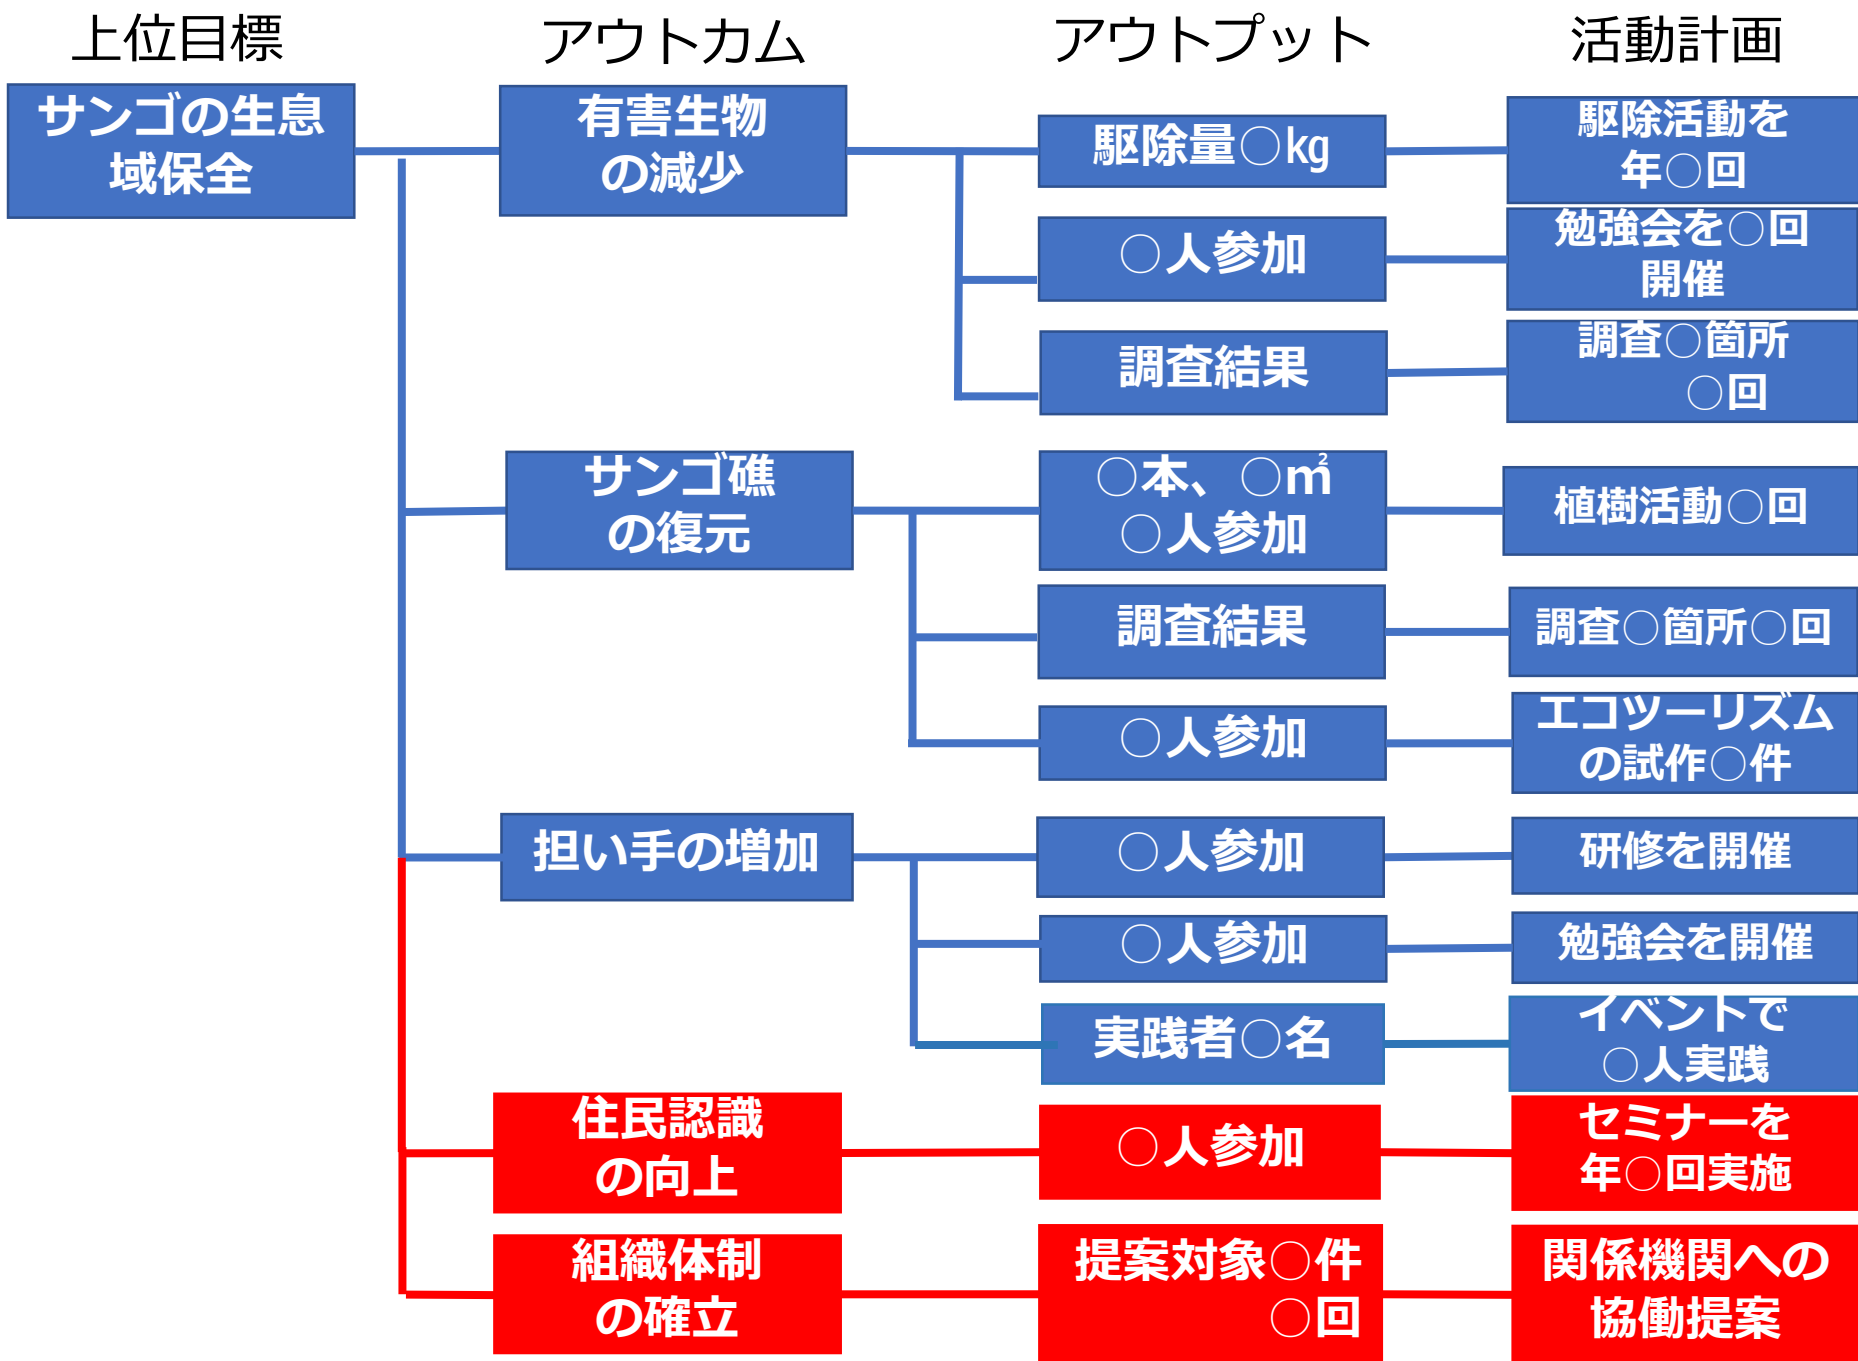 上位目標
アウトカム
アウトプット
活動計画
サンゴの生息
域保全
有害生物
の減少
駆除量○kg
駆除活動を
年○回
○人参加
勉強会を○回
開催
調査結果
調査○箇所
○回
サンゴ礁
の復元
○本、○㎡
○人参加
植樹活動○回
調査結果
調査○箇所○回
○人参加
エコツーリズム
の試作○件
担い手の増加
○人参加
研修を開催
○人参加
勉強会を開催
実践者○名
イベントで
○人実践
住民認識
の向上
○人参加
セミナーを
年○回実施
組織体制
の確立
提案対象○件
○回
関係機関への
協働提案